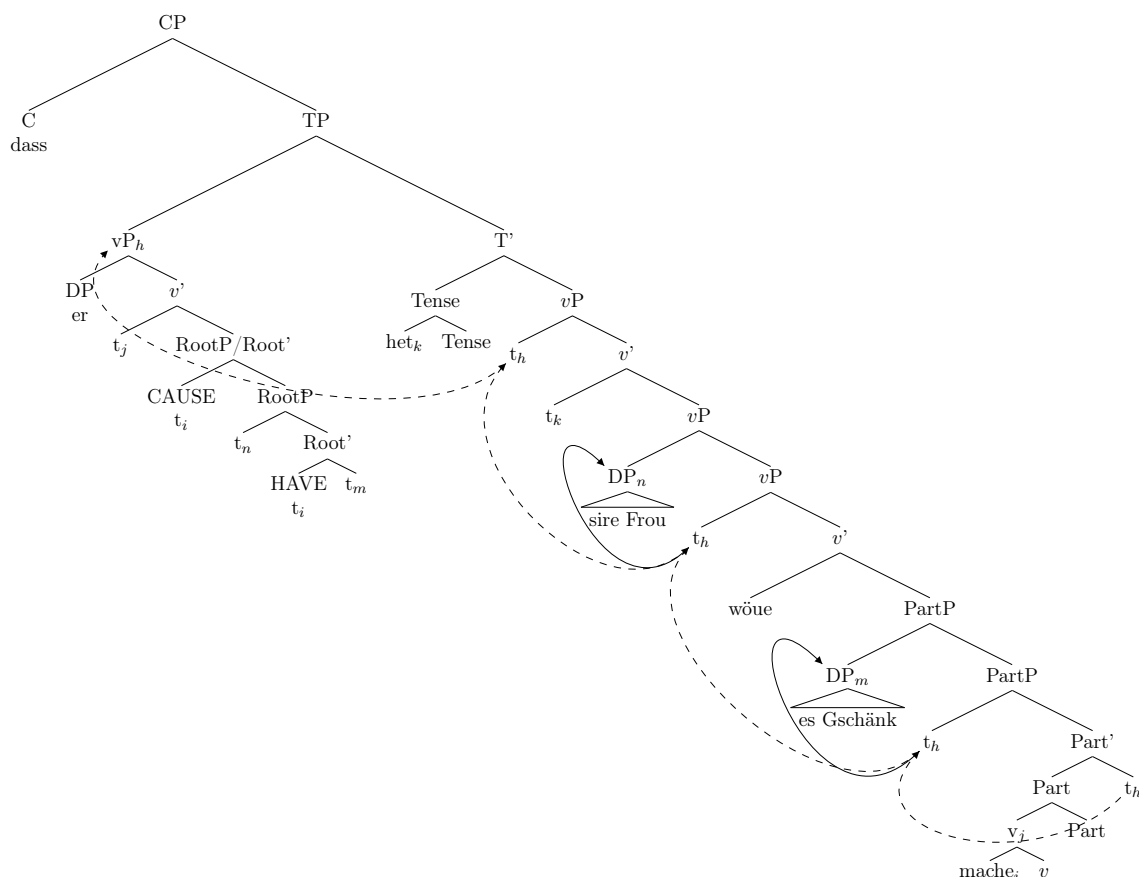 CP
C TP
dass
vP_h T'
DP v' Tense vP
er
t_j RootP/Root' het_k Tense t_h v'
CAUSE RootP t_k vP
t_i
t_n Root' DP_n vP
HAVE t_m sire Frou
t_i
t_h v'
wöue PartP
DP_m PartP
es Gschänk
t_h Part'
Part t_h
v_j Part
mache_i v